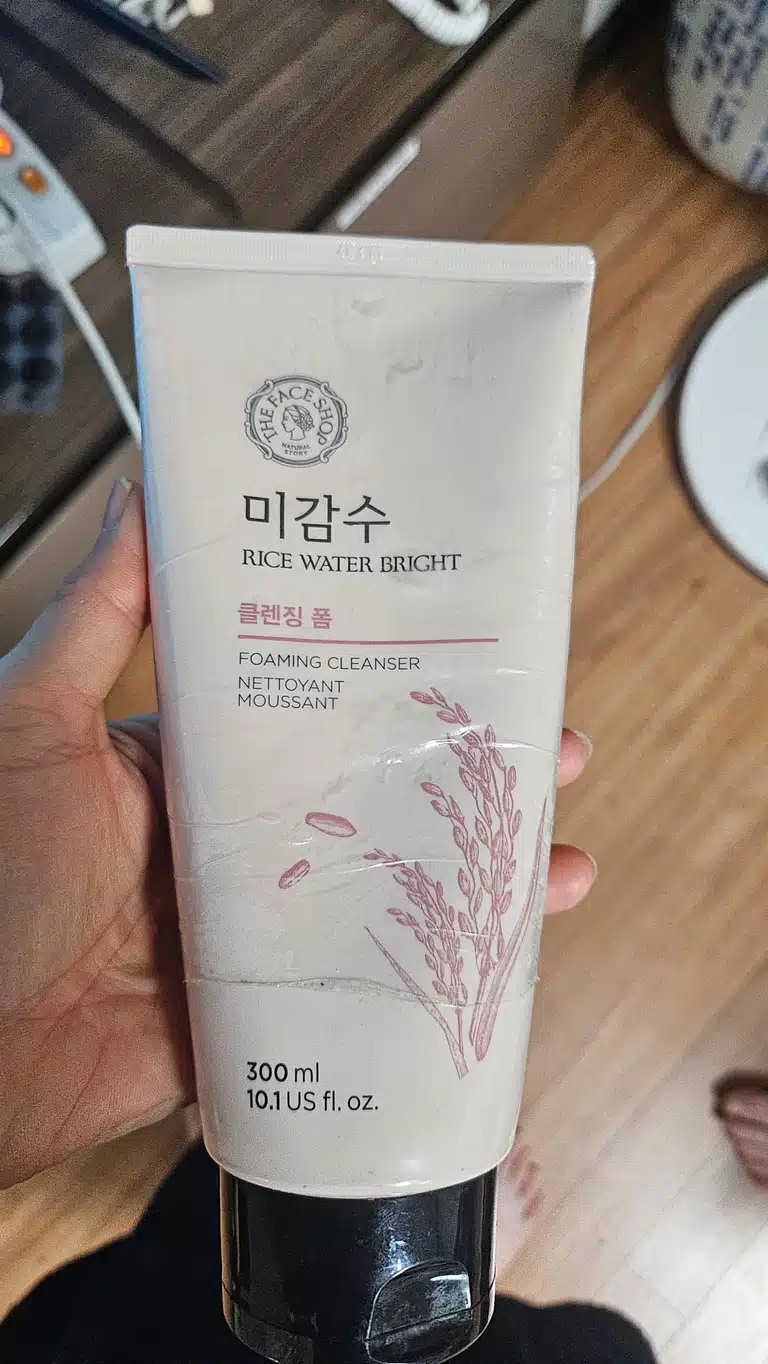 THE FACE SHOP
NATURAL
STORY
미감수
RICE WATER BRIGHT
클렌징 폼
FOAMING CLEANSER
NETTOYANT
MOUSSANT
300 ml
10.1 US fl. oz.